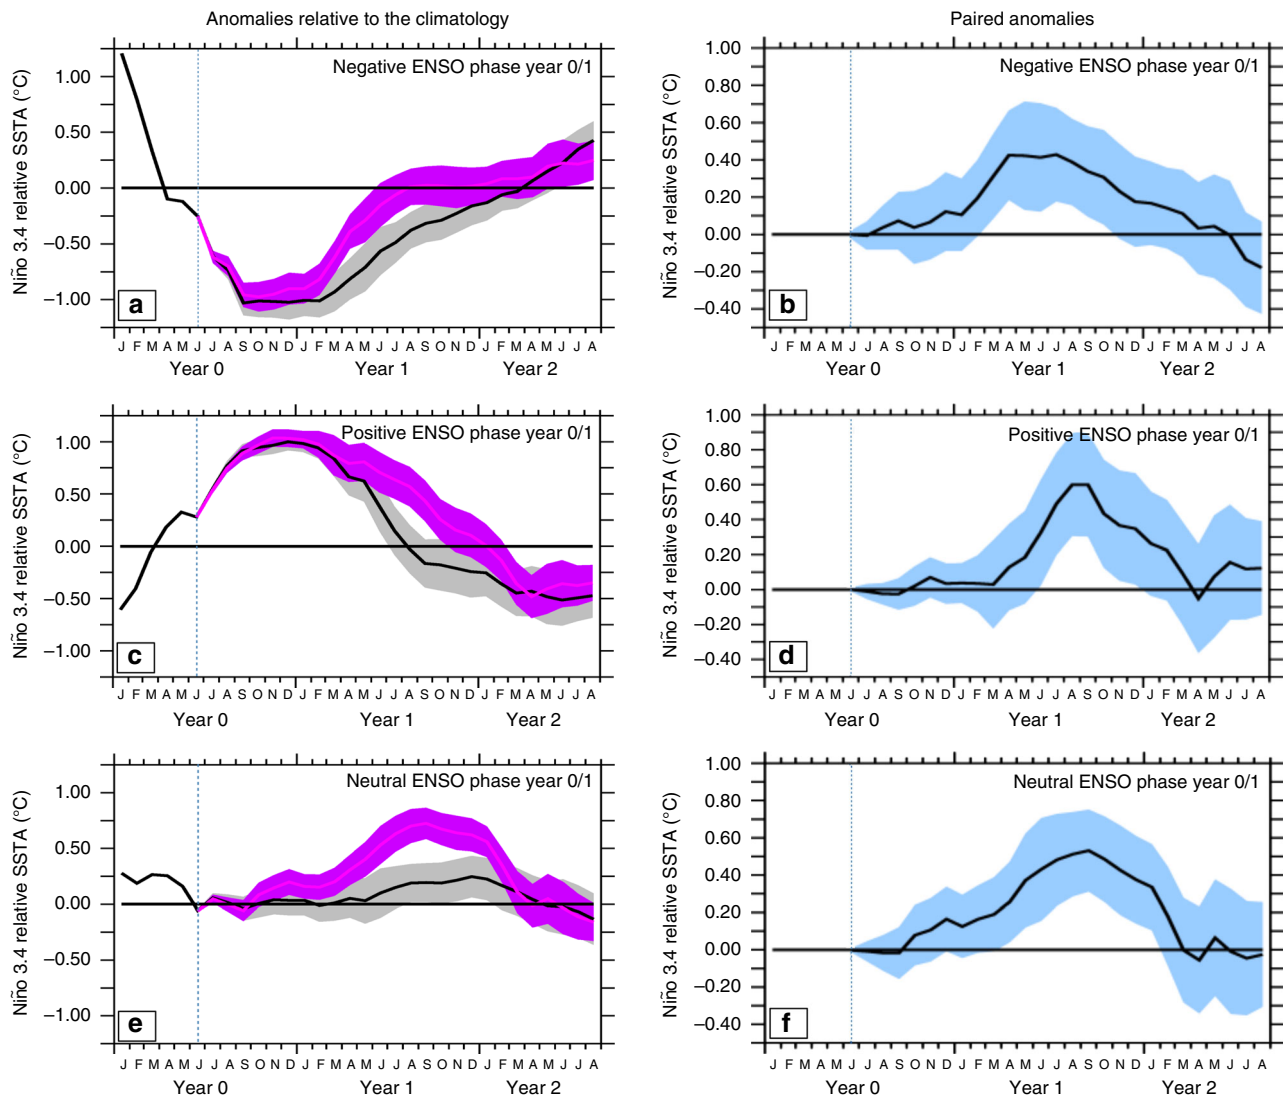 Anomalies relative to the climatology
Paired anomalies
Niño 3.4 relative SSTA (°C)
1.00
0.50
0.00
−0.50
−1.00
Negative ENSO phase year 0/1
a
J F M A M J J A S O N D J F M A M J J A S O N D J F M A M J J A
Year 0 Year 1 Year 2
Niño 3.4 relative SSTA (°C)
1.00
0.80
0.60
0.40
0.20
0.00
−0.20
−0.40
Negative ENSO phase year 0/1
b
J F M A M J J A S O N D J F M A M J J A S O N D J F M A M J J A
Year 0 Year 1 Year 2
Niño 3.4 relative SSTA (°C)
1.00
0.50
0.00
−0.50
−1.00
Positive ENSO phase year 0/1
c
J F M A M J J A S O N D J F M A M J J A S O N D J F M A M J J A
Year 0 Year 1 Year 2
Niño 3.4 relative SSTA (°C)
1.00
0.80
0.60
0.40
0.20
0.00
−0.20
−0.40
Positive ENSO phase year 0/1
d
J F M A M J J A S O N D J F M A M J J A S O N D J F M A M J J A
Year 0 Year 1 Year 2
Niño 3.4 relative SSTA (°C)
1.00
0.50
0.00
−0.50
−1.00
Neutral ENSO phase year 0/1
e
J F M A M J J A S O N D J F M A M J J A S O N D J F M A M J J A
Year 0 Year 1 Year 2
Niño 3.4 relative SSTA (°C)
1.00
0.80
0.60
0.40
0.20
0.00
−0.20
−0.40
Neutral ENSO phase year 0/1
f
J F M A M J J A S O N D J F M A M J J A S O N D J F M A M J J A
Year 0 Year 1 Year 2